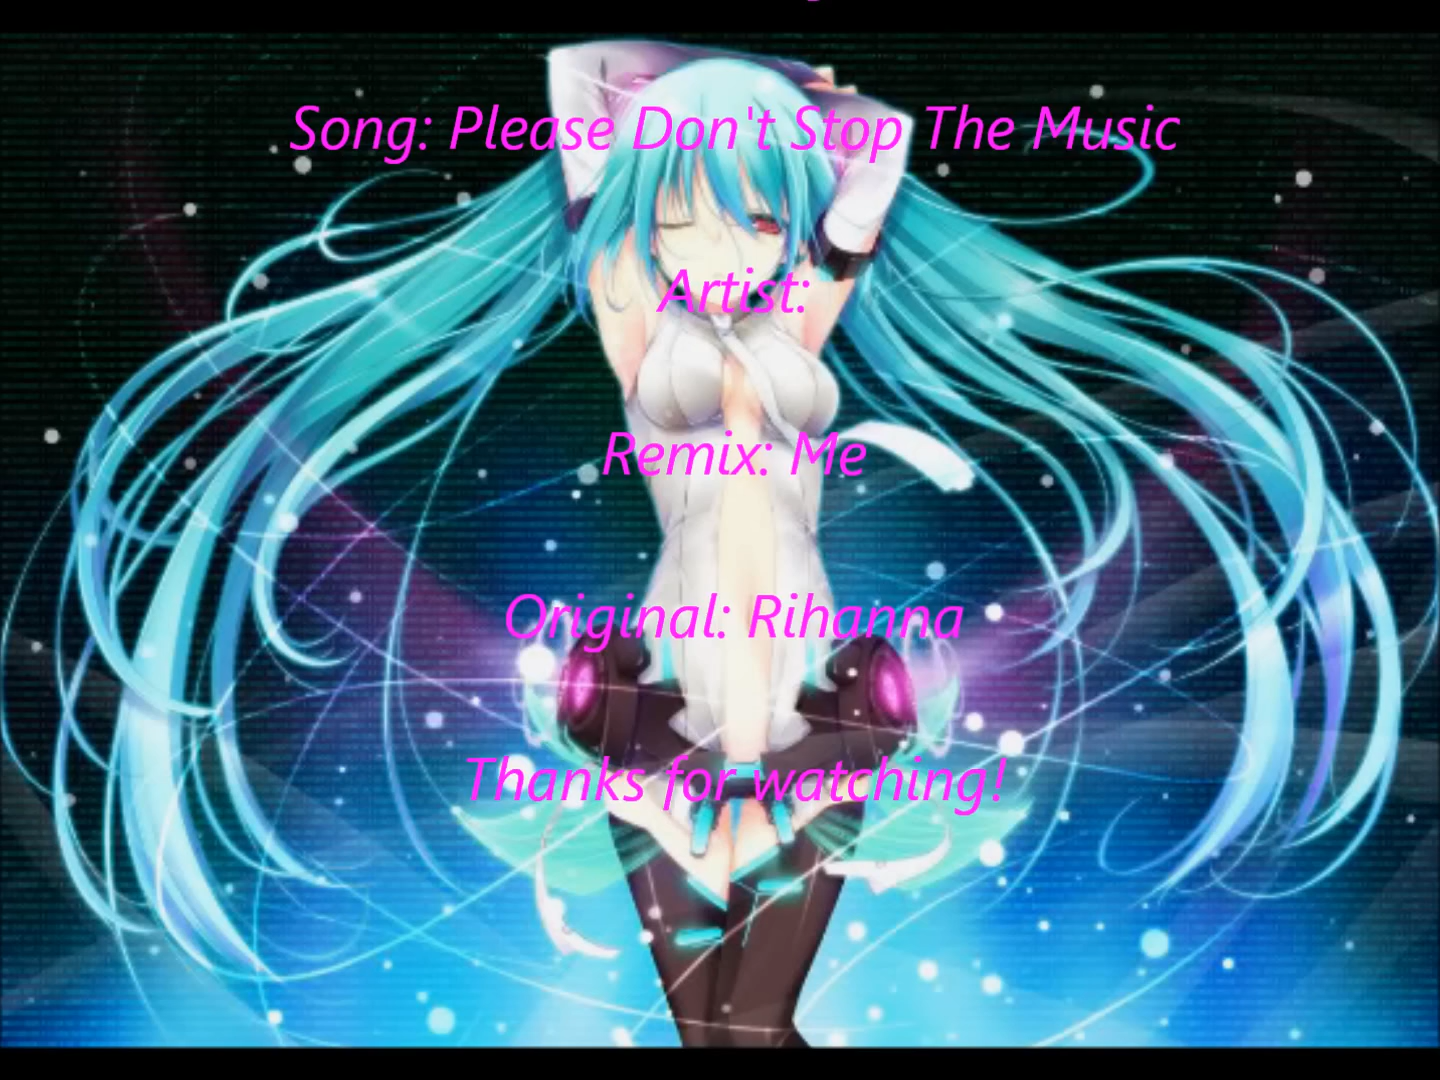 Song: Please Don't Stop The Music
Artist:
Remix: Me
Original: Rihanna
Thanks for watching!